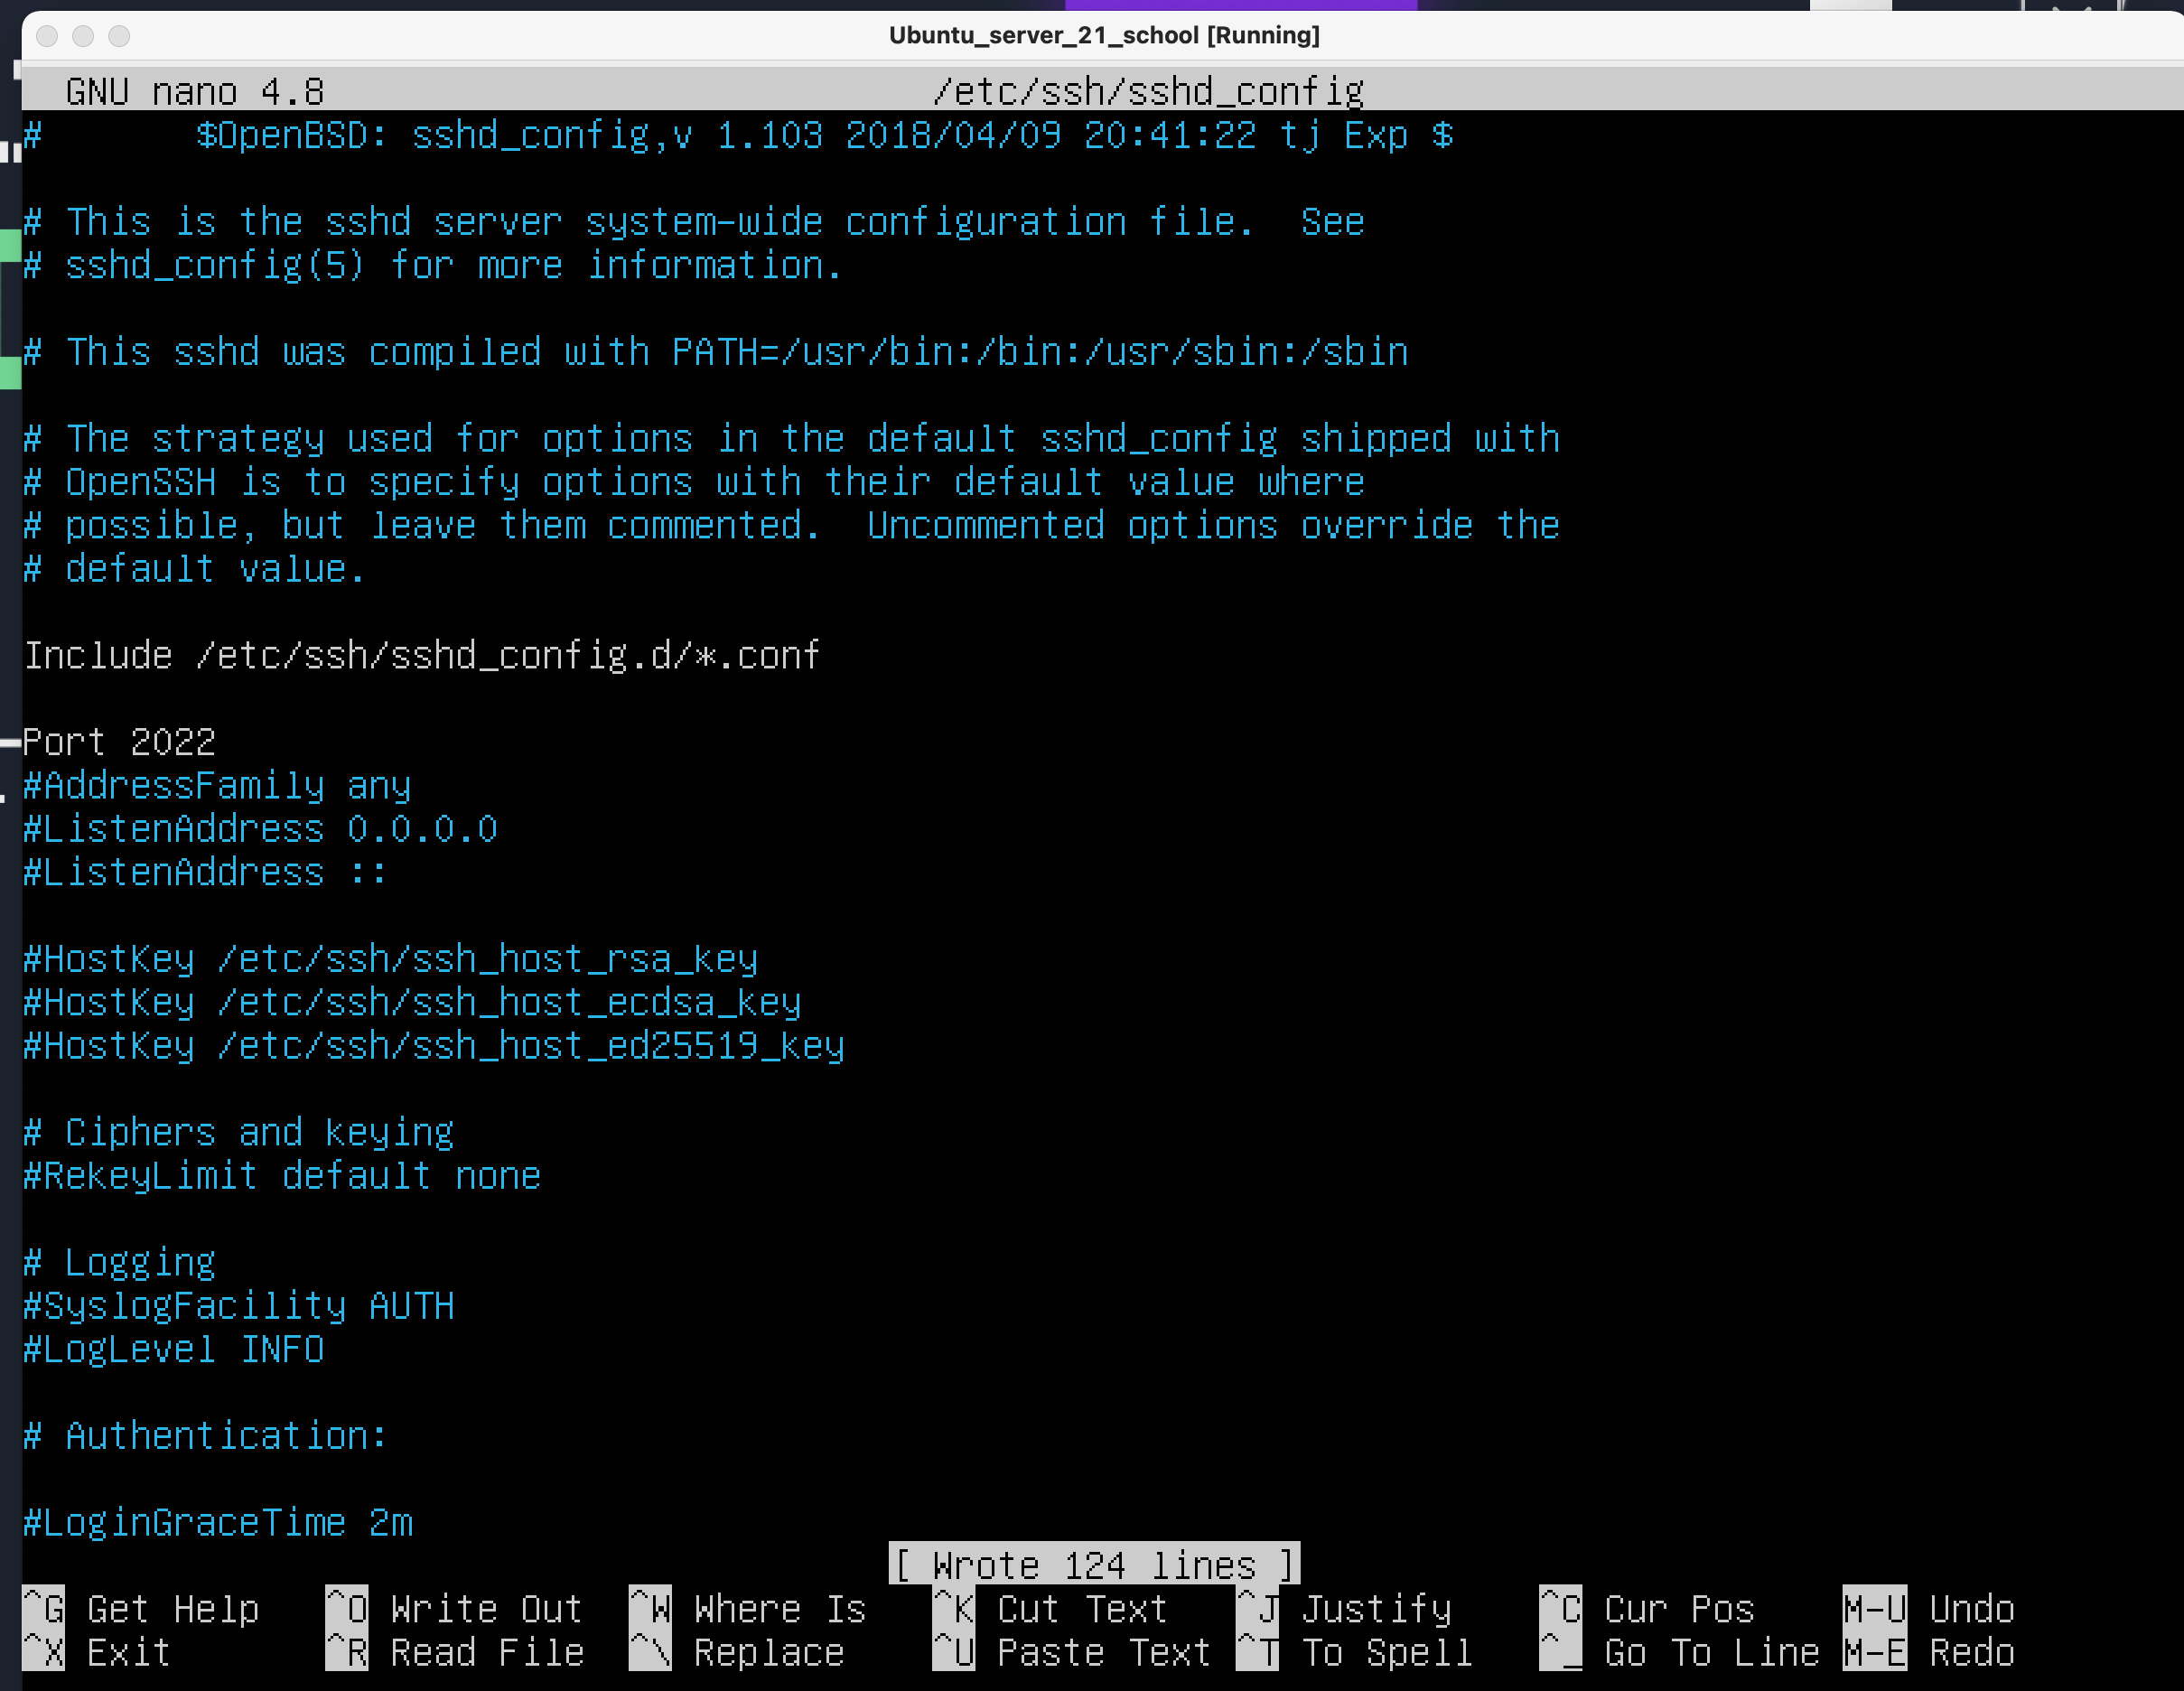 Ubuntu_server_21_school [Running]
GNU nano 4.8 /etc/ssh/sshd_config
# $OpenBSD: sshd_config,v 1.103 2018/04/09 20:41:22 tj Exp $
# This is the sshd server system-wide configuration file.  See
# sshd_config(5) for more information.
# This sshd was compiled with PATH=/usr/bin:/bin:/usr/sbin:/sbin
# The strategy used for options in the default sshd_config shipped with
# OpenSSH is to specify options with their default value where
# possible, but leave them commented.  Uncommented options override the
# default value.
Include /etc/ssh/sshd_config.d/*.conf
Port 2022
#AddressFamily any
#ListenAddress 0.0.0.0
#ListenAddress ::
#HostKey /etc/ssh/ssh_host_rsa_key
#HostKey /etc/ssh/ssh_host_ecdsa_key
#HostKey /etc/ssh/ssh_host_ed25519_key
# Ciphers and keying
#RekeyLimit default none
# Logging
#SyslogFacility AUTH
#LogLevel INFO
# Authentication:
#LoginGraceTime 2m
[ Wrote 124 lines ]
^G Get Help ^O Write Out ^W Where Is ^K Cut Text ^J Justify ^C Cur Pos M-U Undo
^X Exit ^R Read File ^\ Replace ^U Paste Text ^T To Spell ^_ Go To Line M-E Redo